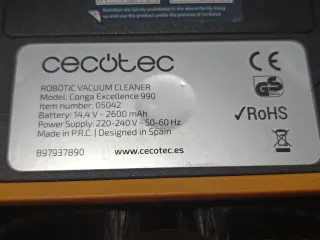 cecotec
CE
ROBOTIC VACUUM CLEANER
Model: Conga Excellence 990
Item number: 05042
Battery: 14.4 V - 2600 mAh
Power Supply: 220-240 V - 50-60 Hz
Made in P.R.C. | Designed in Spain
GS
✓RoHS
B97937890
www.cecotec.es